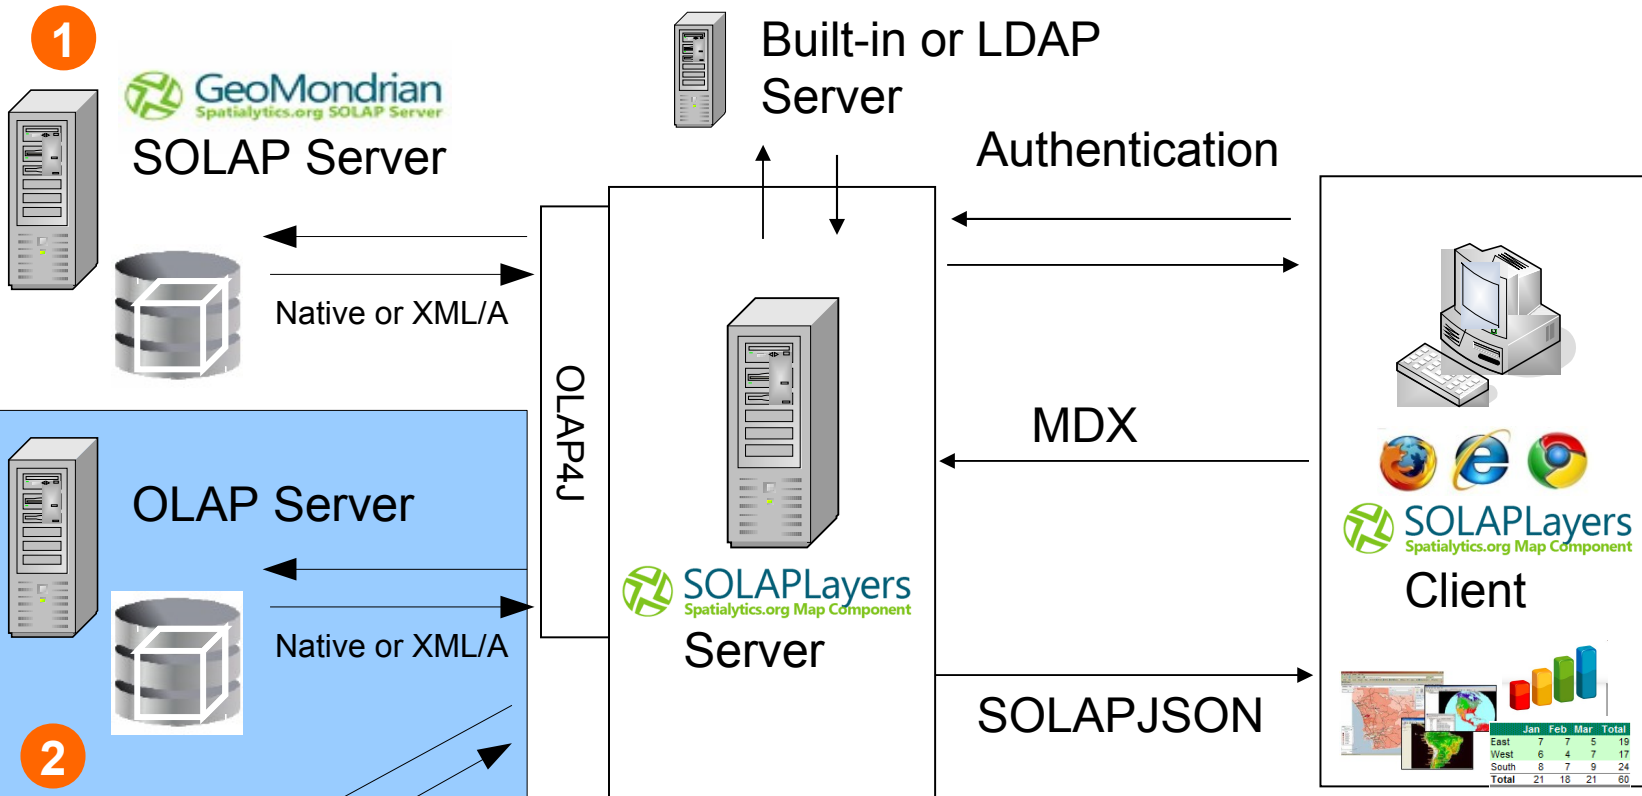 1
GeoMondrian
Spatialytics.org SOLAP Server
SOLAP Server
Native or XML/A
Built-in or LDAP
Server
Authentication
OLAP4J
OLAP Server
Native or XML/A
2
SOLAPLayers
Spatialytics.org Map Component
Server
MDX
SOLAPJSON
SOLAPLayers
Spatialytics.org Map Component
Client
Jan Feb Mar Total
East 7 7 5 19
West 6 4 7 17
South 8 7 9 24
Total 21 18 21 60